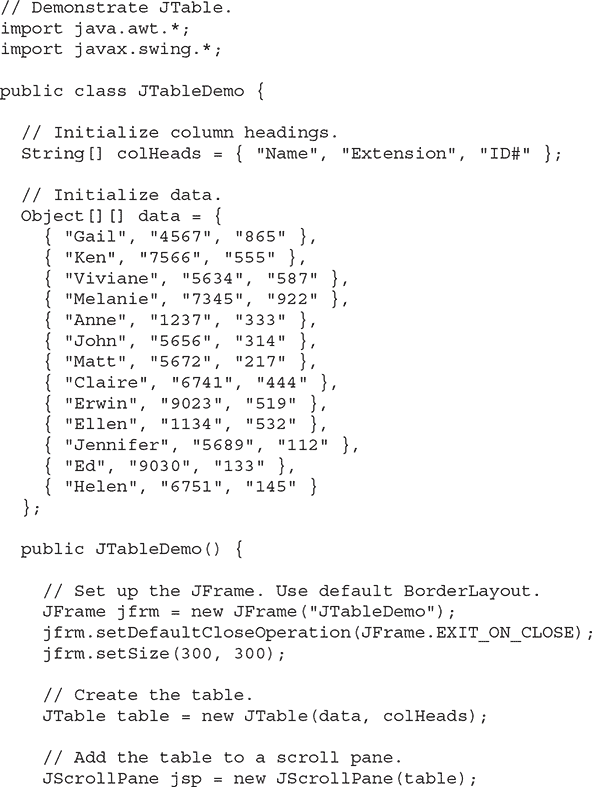 // Demonstrate JTable.
import java.awt.*;
import javax.swing.*;

public class JTableDemo {

  // Initialize column headings.
  String[] colHeads = { "Name", "Extension", "ID#" };

  // Initialize data.
  Object[][] data = {
    { "Gail", "4567", "865" },
    { "Ken", "7566", "555" },
    { "Viviane", "5634", "587" },
    { "Melanie", "7345", "922" },
    { "Anne", "1237", "333" },
    { "John", "5656", "314" },
    { "Matt", "5672", "217" },
    { "Claire", "6741", "444" },
    { "Erwin", "9023", "519" },
    { "Ellen", "1134", "532" },
    { "Jennifer", "5689", "112" },
    { "Ed", "9030", "133" },
    { "Helen", "6751", "145" }
  };

  public JTableDemo() {

    // Set up the JFrame. Use default BorderLayout.
    JFrame jfrm = new JFrame("JTableDemo");
    jfrm.setDefaultCloseOperation(JFrame.EXIT_ON_CLOSE);
    jfrm.setSize(300, 300);

    // Create the table.
    JTable table = new JTable(data, colHeads);

    // Add the table to a scroll pane.
    JScrollPane jsp = new JScrollPane(table);